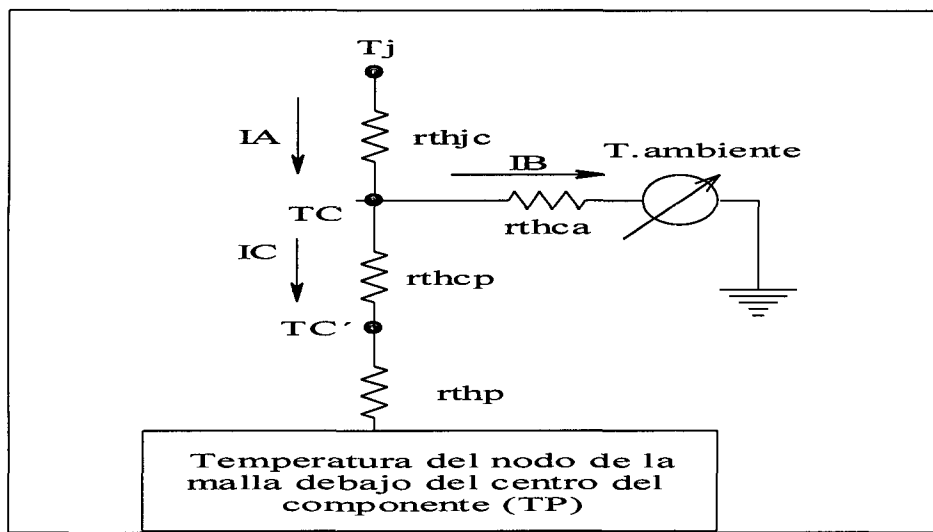 Tj
IA
rthjc
IB
T.ambiente
TC
rthca
IC
rthcp
TC´
rthp
Temperatura del nodo de la
malla debajo del centro del
componente (TP)